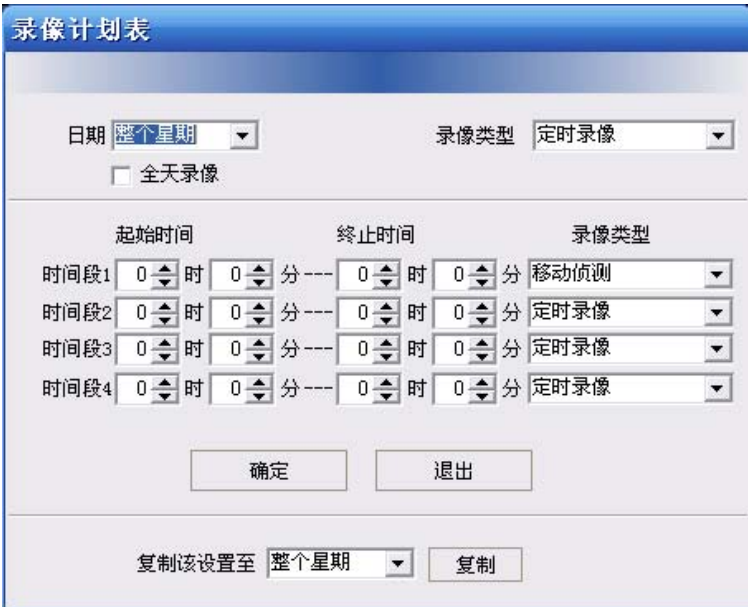 录像计划表
日期 整个星期 录像类型 定时录像
全天录像
起始时间 终止时间 录像类型
时间段1 0 时 0 分 --- 0 时 0 分 移动侦测
时间段2 0 时 0 分 --- 0 时 0 分 定时录像
时间段3 0 时 0 分 --- 0 时 0 分 定时录像
时间段4 0 时 0 分 --- 0 时 0 分 定时录像
确定 退出
复制该设置至 整个星期 复制